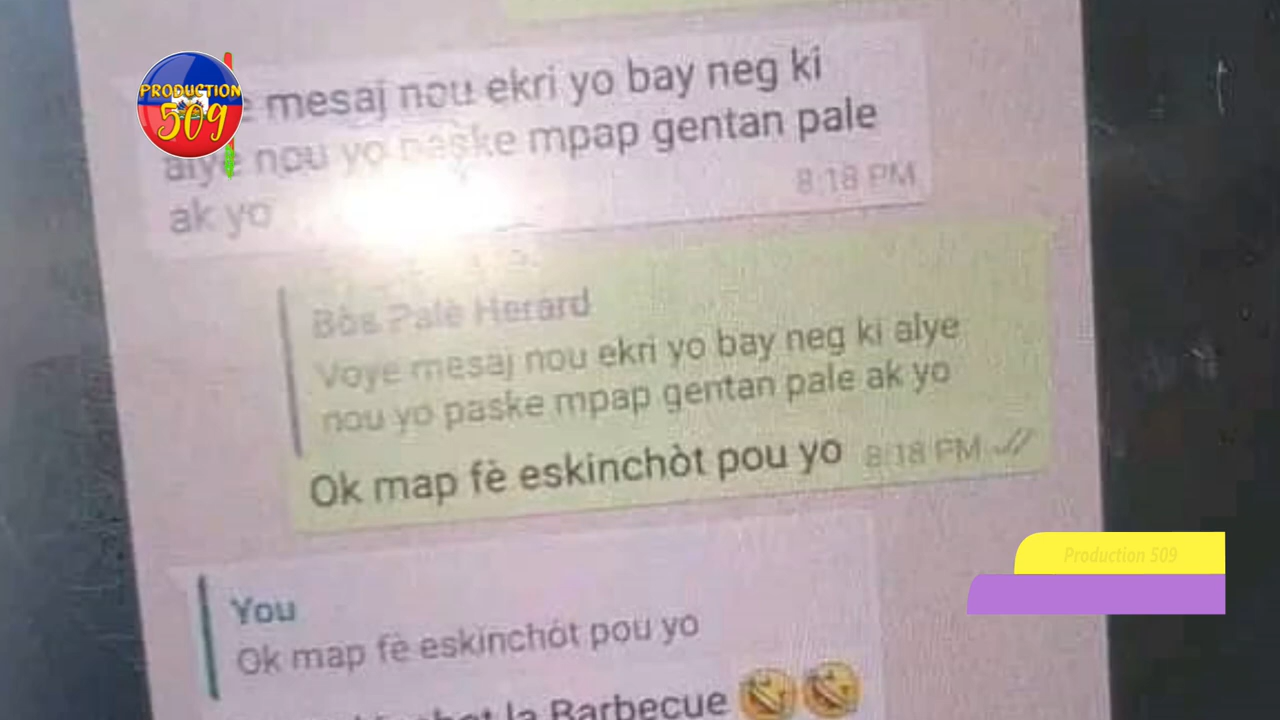 PRODUCTION
509
mesaj nou ekri yo bay neg ki
alye nou yo paske mpap gentan pale
ak yo
8:18 PM
Bòs Palè Herard
Voye mesaj nou ekri yo bay neg ki alye
nou yo paske mpap gentan pale ak yo
Ok map fè eskinchòt pou yo 8:18 PM
You
Ok map fè eskinchòt pou yo
la Barbecue
Production 509